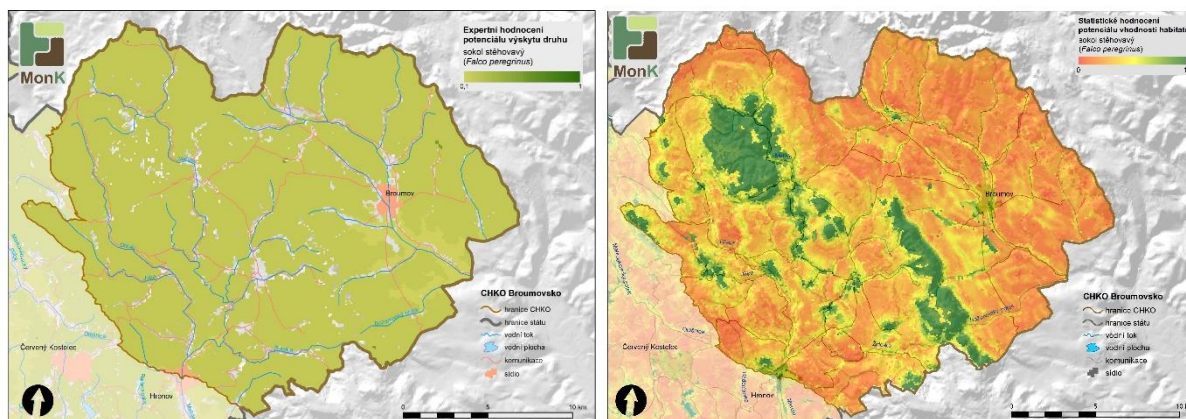 MonK
Expertní hodnocení
potenciálu výskytu druhu
sokol stěhovavý
(Falco peregrinus)
0,1 1
Broumov
Červený Kostelec
Hronov
CHKO Broumovsko
hranice CHKO
hranice státu
vodní tok
vodní plocha
komunikace
sídlo
0 5 10 km
MonK
Statistické hodnocení
potenciálu vhodnosti habitatu
sokol stěhovavý
(Falco peregrinus)
0 1
Broumov
Červený Kostelec
Hronov
CHKO Broumovsko
hranice CHKO
hranice státu
vodní tok
vodní plocha
komunikace
sídlo
0 5